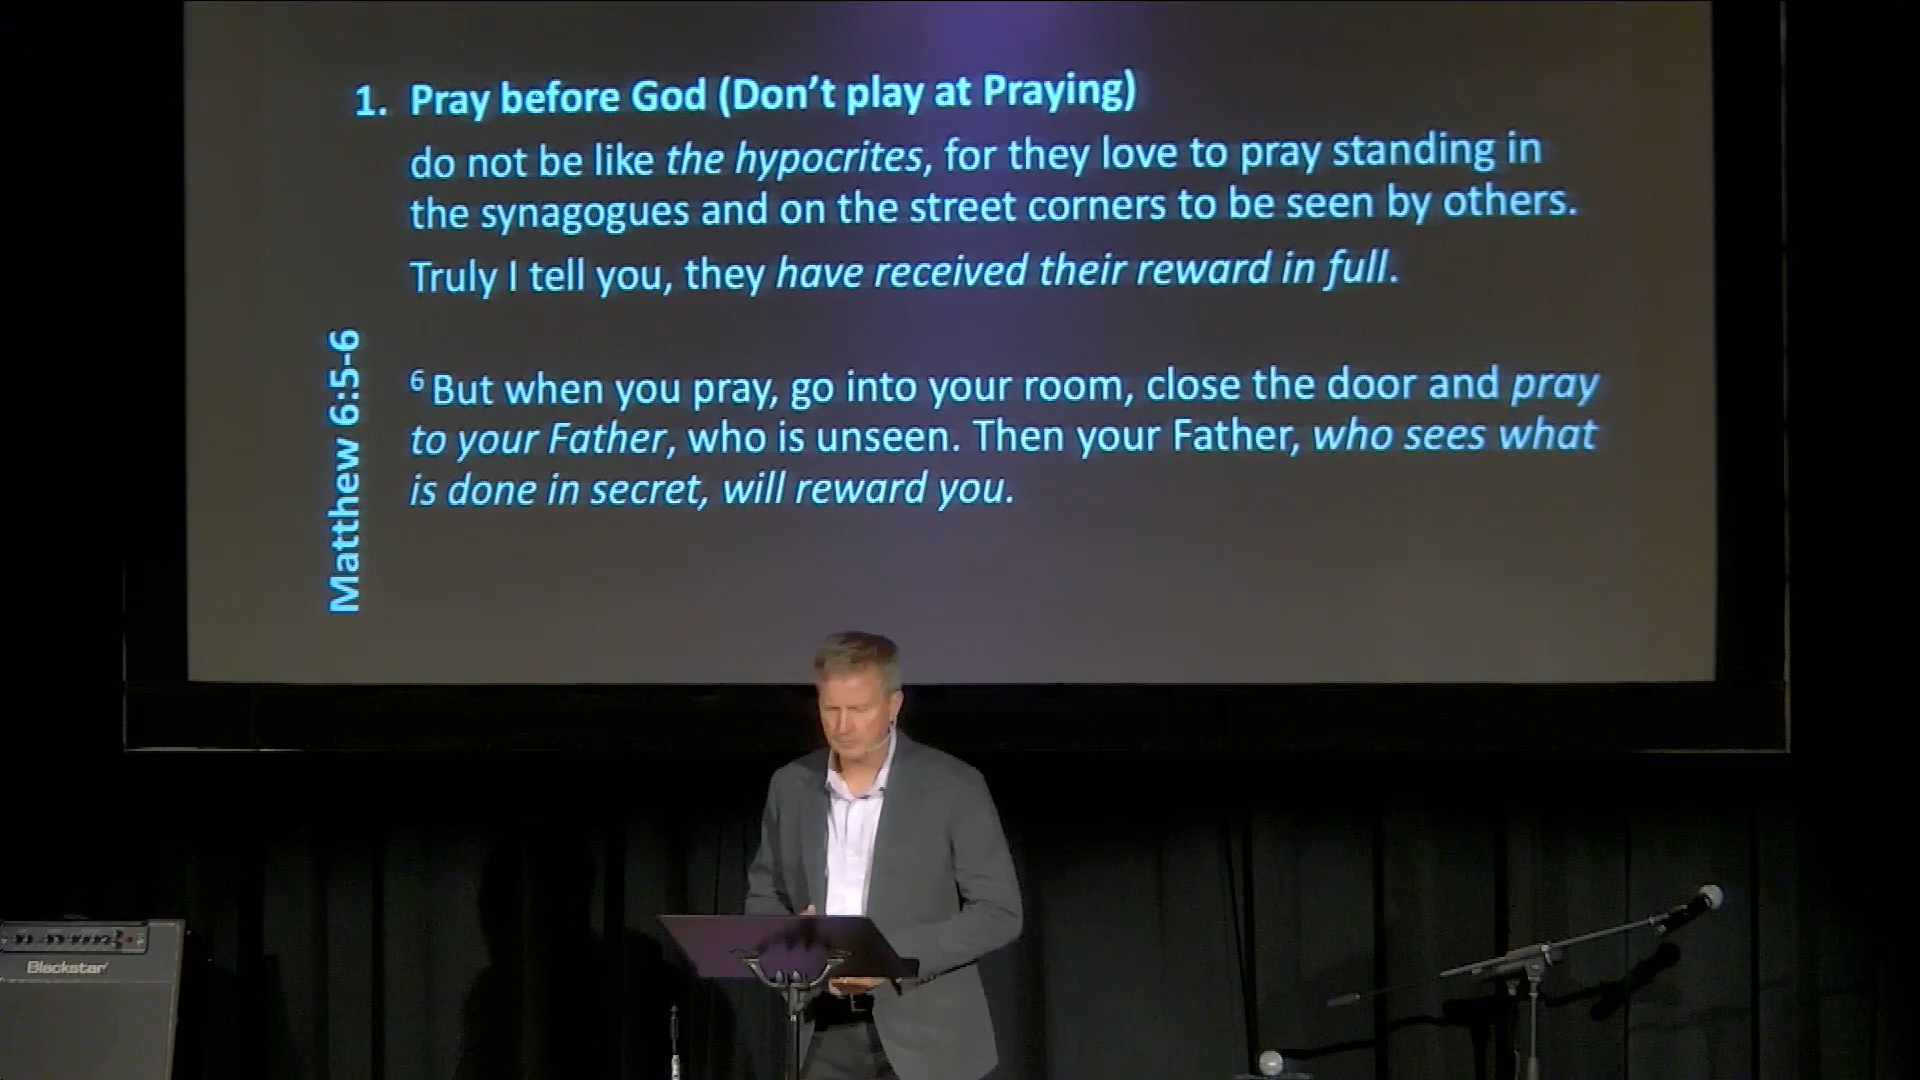 1. Pray before God (Don't play at Praying)
do not be like the hypocrites, for they love to pray standing in
the synagogues and on the street corners to be seen by others.
Truly I tell you, they have received their reward in full.
Matthew 6:5-6
6 But when you pray, go into your room, close the door and pray
to your Father, who is unseen. Then your Father, who sees what
is done in secret, will reward you.
Blackstar